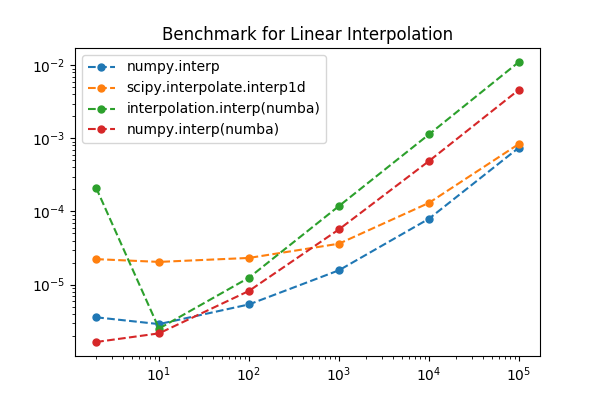 Benchmark for Linear Interpolation
numpy.interp
scipy.interpolate.interp1d
interpolation.interp(numba)
numpy.interp(numba)
10⁻²
10⁻³
10⁻⁴
10⁻⁵
10¹ 10² 10³ 10⁴ 10⁵